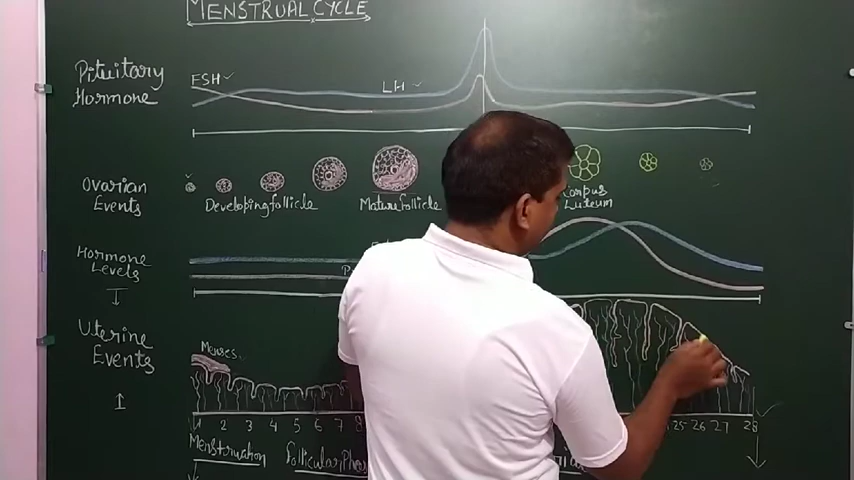 MENSTRUAL CYCLE
Pituitary
Hormone
FSH
LH
Ovarian
Events
Developing follicle
Mature follicle
Corpus
Luteum
Hormone
Levels
Uterine
Events
Menses
1 2 3 4 5 6 7 8
25 26 27 28
Menstruation
Follicular Phase